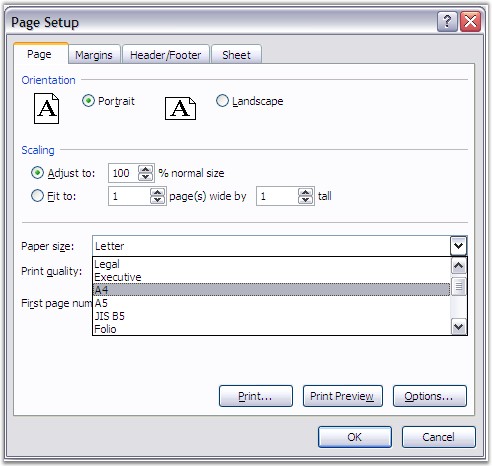 Page Setup
Page Margins Header/Footer Sheet
Orientation
A Portrait A Landscape
Scaling
Adjust to: 100 % normal size
Fit to: 1 page(s) wide by 1 tall
Paper size: Letter
Legal
Print quality:
Executive
A4
First page num
A5
JIS B5
Folio
Print... Print Preview Options...
OK Cancel